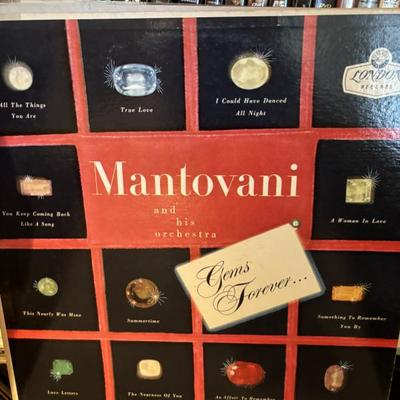 All The Things
You Are
True Love
I Could Have Danced
All Night
LONDON
RECORDS
Mantovani
and
his
orchestra
You Keep Coming Back
Like A Song
A Woman In Love
Gems
Forever...
This Nearly Was Mine
Summertime
Something To Remember
You By
Love Letters
The Nearness Of You
An Affair To Remember